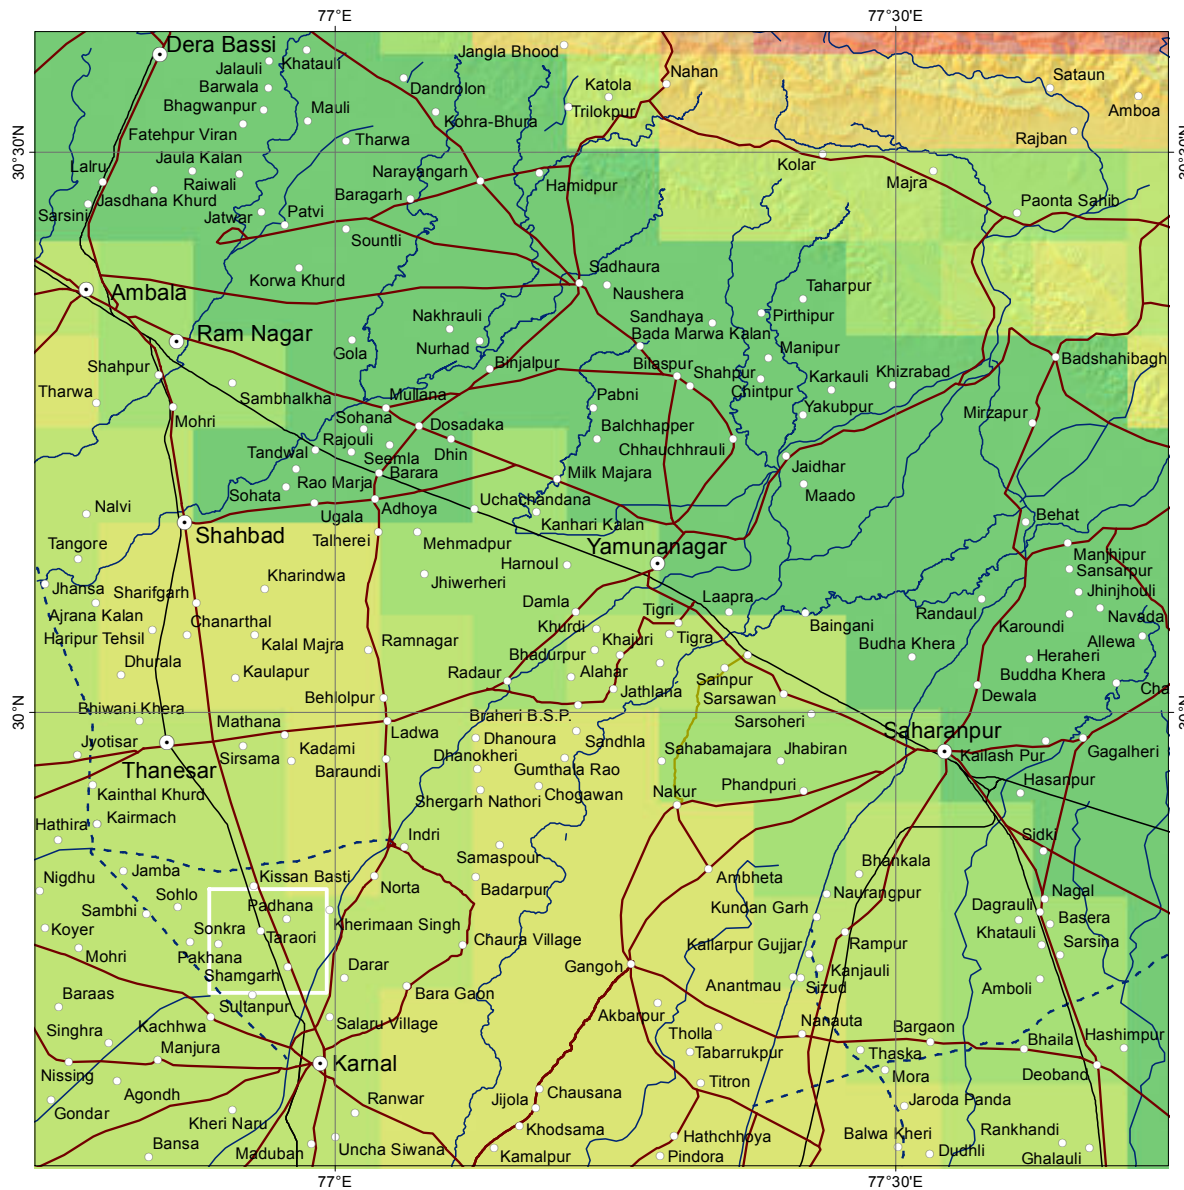 77°E
77°30'E
Dera Bassi
Jangla Bhood
Khatauli
Jalauli
Nahan
Sataun
Barwala
Dandrolon
Katola
Amboa
Bhagwanpur
Mauli
Trilokpur
Kohra-Bhura
Fatehpur Viran
Tharwa
Rajban
30°30'N
30°30'N
Jaula Kalan
Kolar
Lalru
Narayangarh
Raiwali
Hamidpur
Majra
Baragarh
Jasdhana Khurd
Paonta Sahib
Sarsini
Jatwar
Patvi
Sountli
Sadhaura
Korwa Khurd
Taharpur
Ambala
Naushera
Nakhrauli
Sandhaya
Pirthipur
Ram Nagar
Bada Marwa Kalan
Gola
Nurhad
Manipur
Binjalpur
Bilaspur
Badshahibagh
Shahpur
Shahpur
Khizrabad
Tharwa
Mullana
Pabni
Chintpur
Karkauli
Sambhalkha
Yakubpur
Mirzapur
Mohri
Sohana
Dosadaka
Balchhapper
Rajouli
Chhauchhrauli
Tandwal
Seemla
Dhin
Jaidhar
Barara
Milk Majara
Sohata
Rao Marja
Maado
Uchachandana
Nalvi
Ugala
Adhoya
Behat
Shahbad
Kanhari Kalan
Talherei
Mehmadpur
Yamunanagar
Tangore
Manjhipur
Harnoul
Sansarpur
Kharindwa
Jhiwerheri
Jhansa
Sharifgarh
Jhinjhouli
Laapra
Damla
Tigri
Randaul
Ajrana Kalan
Navada
Chanarthal
Khurdi
Baingani
Karoundi
Haripur Tehsil
Kalal Majra
Ramnagar
Khajuri
Tigra
Allewa
Budha Khera
Bhadurpur
Dhurala
Heraheri
Kaulapur
Radaur
Alahar
Sainpur
Buddha Khera
Jathlana
Behlolpur
Sarsawan
Dewala
Cha
30°N
30°N
Bhiwani Khera
Mathana
Braheri B.S.P.
Sarsoheri
Ladwa
Saharanpur
Jyotisar
Kadami
Dhanoura
Sandhla
Sahabamajara
Jhabiran
Gagalheri
Sirsama
Dhanokheri
Kailash Pur
Thanesar
Baraundi
Gumthala Rao
Phandpuri
Hasanpur
Kainthal Khurd
Shergarh Nathori
Chogawan
Nakur
Kairmach
Hathira
Indri
Sidki
Samaspour
Bhankala
Jamba
Kissan Basti
Ambheta
Nigdhu
Norta
Badarpur
Nagal
Sohlo
Naurangpur
Padhana
Kundan Garh
Dagrauli
Sambhi
Basera
Kherimaan Singh
Koyer
Sonkra
Khatauli
Taraori
Chaura Village
Kallarpur Gujjar
Rampur
Sarsina
Mohri
Pakhana
Gangoh
Shamgarh
Darar
Kanjauli
Anantmau
Sizud
Amboli
Baraas
Bara Gaon
Sultanpur
Akbarpur
Singhra
Kachhwa
Salaru Village
Nanauta
Tholla
Bargaon
Hashimpur
Manjura
Bhaila
Tabarrukpur
Thaska
Karnal
Nissing
Mora
Deoband
Titron
Agondh
Chausana
Gondar
Jijola
Ranwar
Jaroda Panda
Kheri Naru
Khodsama
Hathchhoya
Balwa Kheri
Rankhandi
Bansa
Maduban
Uncha Siwana
Kamalpur
Pindora
Dudhli
Ghalauli
77°E
77°30'E